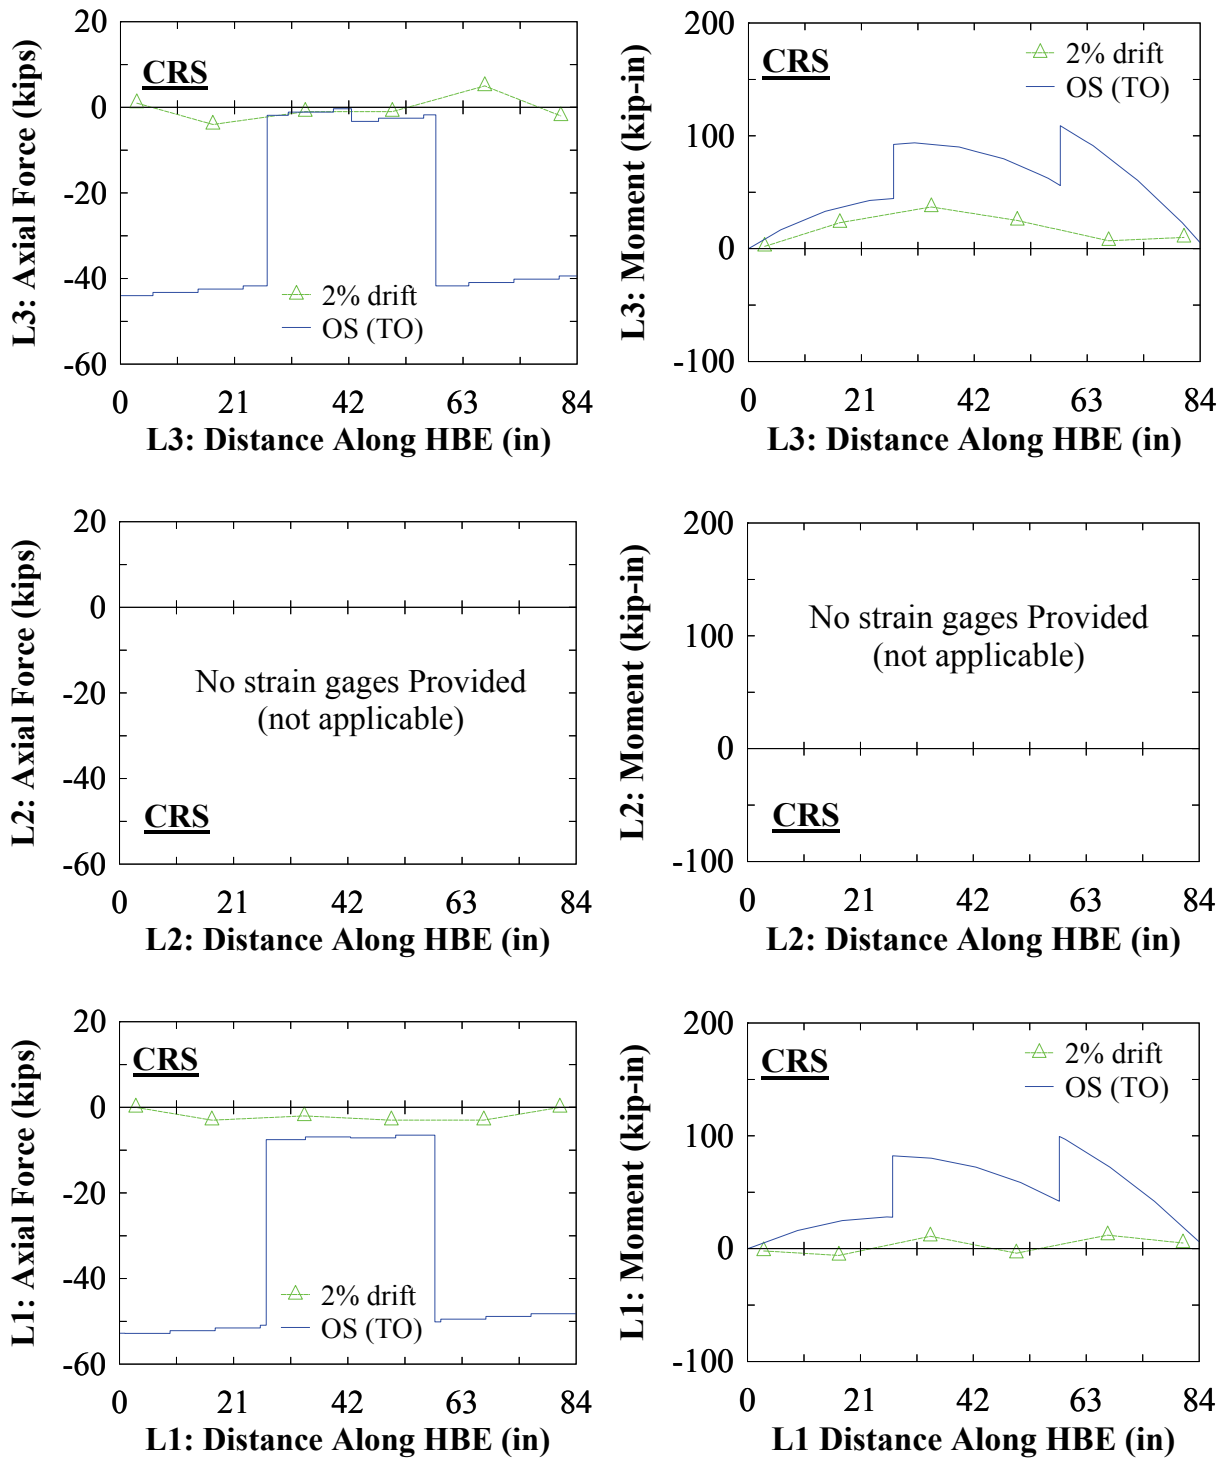 L3: Axial Force (kips)
20
0
-20
-40
-60
CRS
2% drift
OS (TO)
0 21 42 63 84
L3: Distance Along HBE (in)
L3: Moment (kip-in)
200
100
0
-100
CRS
2% drift
OS (TO)
0 21 42 63 84
L3: Distance Along HBE (in)
L2: Axial Force (kips)
20
0
-20
-40
-60
No strain gages Provided
(not applicable)
CRS
0 21 42 63 84
L2: Distance Along HBE (in)
L2: Moment (kip-in)
200
100
0
-100
No strain gages Provided
(not applicable)
CRS
0 21 42 63 84
L2: Distance Along HBE (in)
L1: Axial Force (kips)
20
0
-20
-40
-60
CRS
2% drift
OS (TO)
0 21 42 63 84
L1: Distance Along HBE (in)
L1: Moment (kip-in)
200
100
0
-100
CRS
2% drift
OS (TO)
0 21 42 63 84
L1 Distance Along HBE (in)